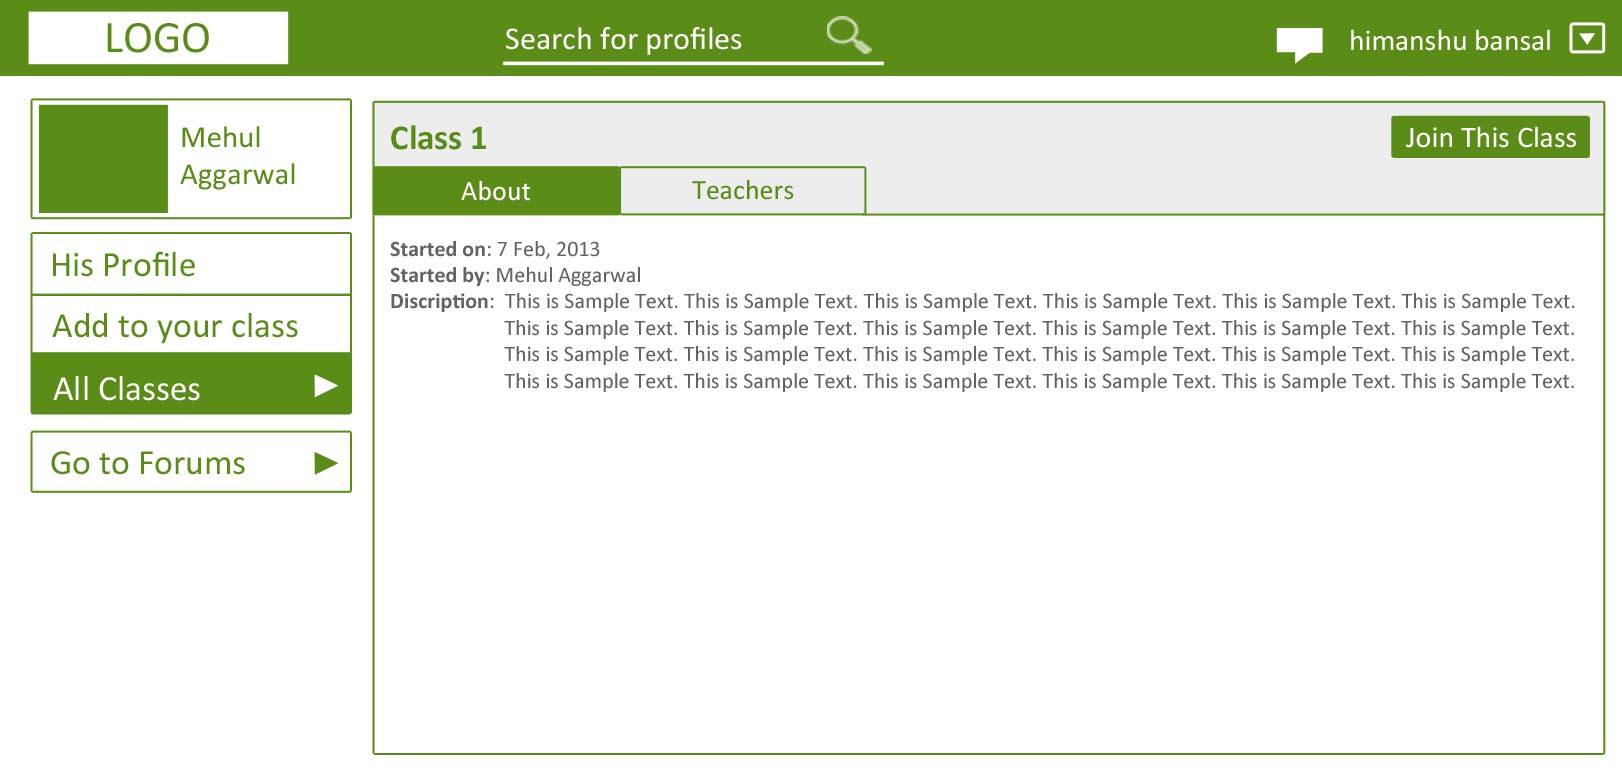 LOGO
Search for profiles
himanshu bansal
Mehul
Aggarwal
His Profile
Add to your class
All Classes
Go to Forums
Class 1
Join This Class
About
Teachers
Started on: 7 Feb, 2013
Started by: Mehul Aggarwal
Discription: This is Sample Text. This is Sample Text. This is Sample Text. This is Sample Text. This is Sample Text. This is Sample Text.
This is Sample Text. This is Sample Text. This is Sample Text. This is Sample Text. This is Sample Text. This is Sample Text.
This is Sample Text. This is Sample Text. This is Sample Text. This is Sample Text. This is Sample Text. This is Sample Text.
This is Sample Text. This is Sample Text. This is Sample Text. This is Sample Text. This is Sample Text. This is Sample Text.